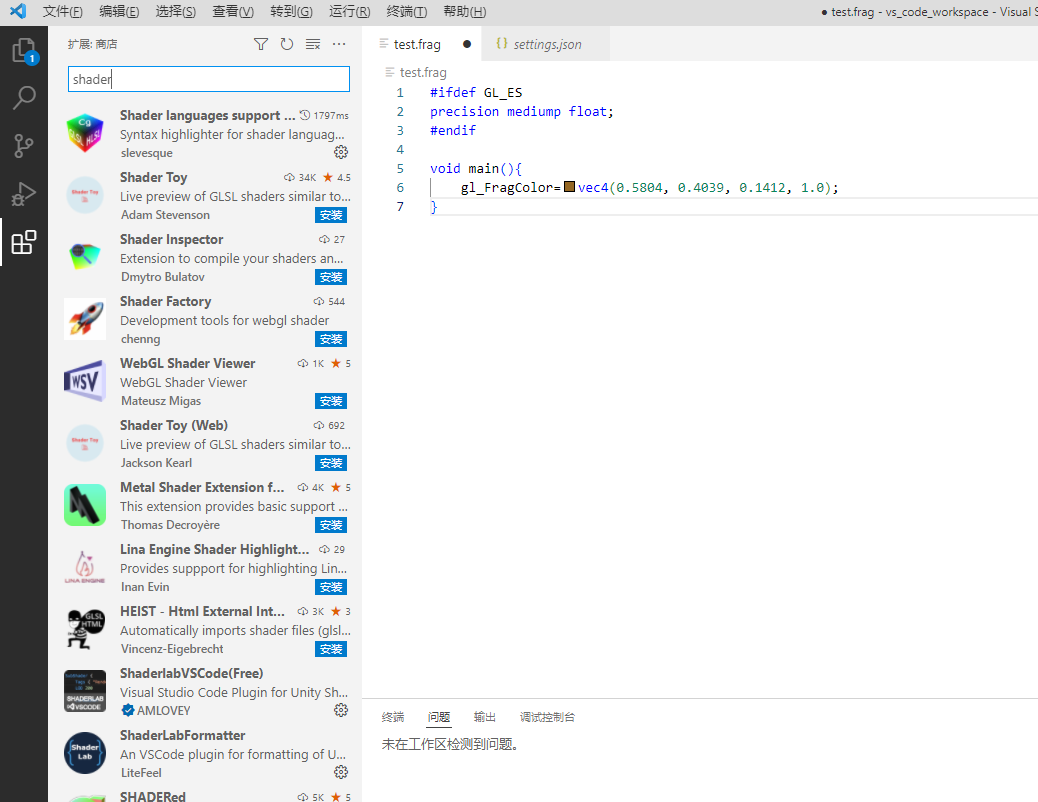 文件(F) 编辑(E) 选择(S) 查看(V) 转到(G) 运行(R) 终端(T) 帮助(H) ● test.frag - vs_code_workspace - Visual S
1
扩展: 商店
shader
Shader languages support ... 1797ms
Syntax highlighter for shader languag...
slevesque
Shader Toy 34K ★ 4.5
Live preview of GLSL shaders similar to...
Adam Stevenson 安装
Shader Inspector 27
Extension to compile your shaders an...
Dmytro Bulatov 安装
Shader Factory 544
Development tools for webgl shader
chenng 安装
WSV
WebGL Shader Viewer 1K ★ 5
WebGL Shader Viewer
Mateusz Migas 安装
Shader Toy (Web) 692
Live preview of GLSL shaders similar to...
Jackson Kearl 安装
Metal Shader Extension f... 4K ★ 5
This extension provides basic support ...
Thomas Decroyère 安装
LINA ENGINE
Lina Engine Shader Highlight... 29
Provides suppport for highlighting Lin...
Inan Evin 安装
GLSL HTML
HEIST - Html External Int... 3K ★ 3
Automatically imports shader files (glsl...
Vincenz-Eigebrecht 安装
SHADERLAB VSCODE
ShaderlabVSCode(Free)
Visual Studio Code Plugin for Unity Sh...
AMLOVEY
Shader Lab
ShaderLabFormatter
An VSCode plugin for formatting of U...
LiteFeel
SHADERed 5K ★ 5
test.frag ● {} settings.json
test.frag
1 #ifdef GL_ES
2 precision mediump float;
3 #endif
4
5 void main(){
6 gl_FragColor=vec4(0.5804, 0.4039, 0.1412, 1.0);
7 }
终端 问题 输出 调试控制台
未在工作区检测到问题。